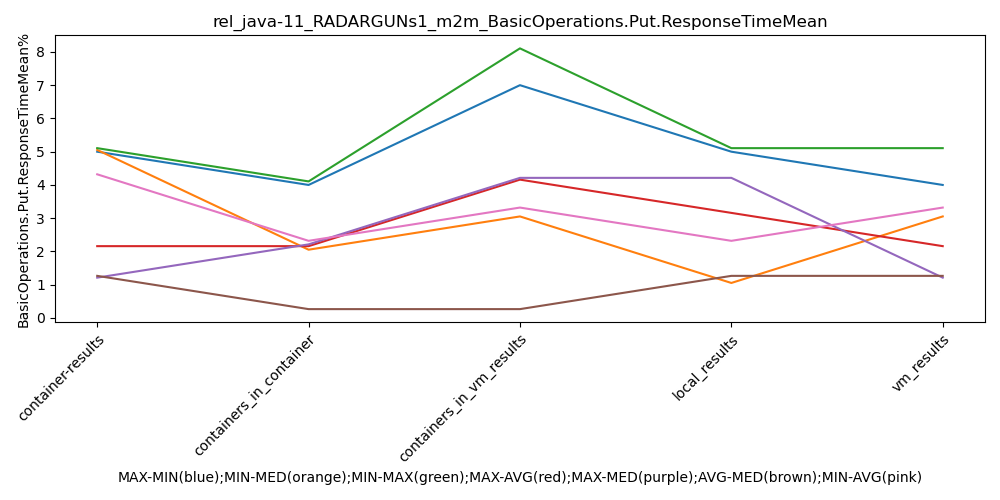 rel_java-11_RADARGUNs1_m2m_BasicOperations.Put.ResponseTimeMean
BasicOperations.Put.ResponseTimeMean%
8
7
6
5
4
3
2
1
0
container-results
containers_in_container
containers_in_vm_results
local_results
vm_results
MAX-MIN(blue);MIN-MED(orange);MIN-MAX(green);MAX-AVG(red);MAX-MED(purple);AVG-MED(brown);MIN-AVG(pink)